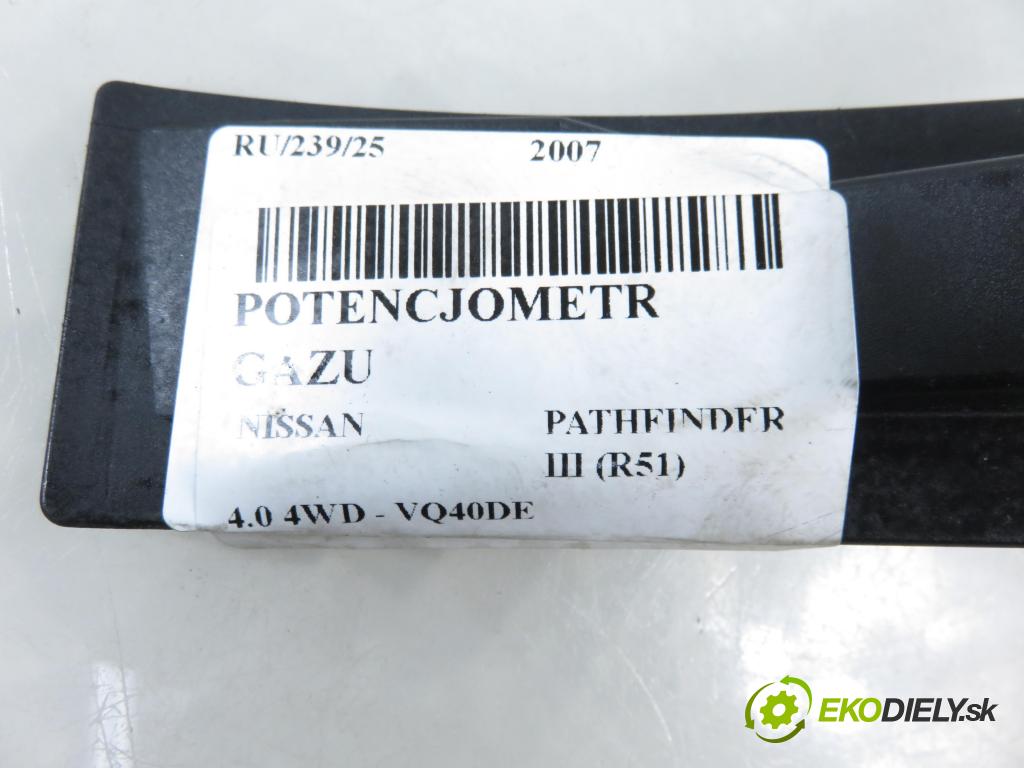 RU/239/25 2007
POTENCJOMETR
GAZU
NISSAN PATHFINDER
III (R51)
4.0 4WD - VQ40DE
EKODIELY.sk